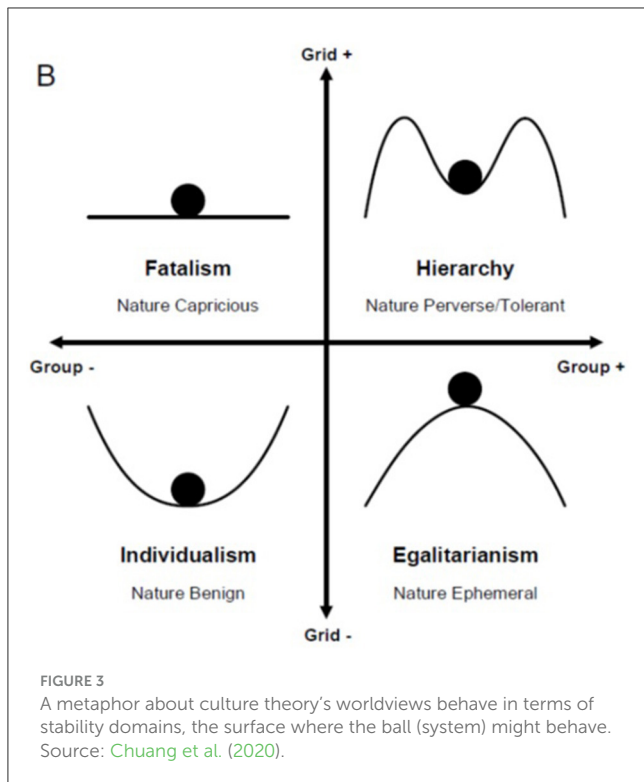 B
Grid +
Fatalism
Nature Capricious
Hierarchy
Nature Perverse/Tolerant
Group -
Group +
Individualism
Nature Benign
Egalitarianism
Nature Ephemeral
Grid -
FIGURE 3
A metaphor about culture theory's worldviews behave in terms of
stability domains, the surface where the ball (system) might behave.
Source: Chuang et al. (2020).